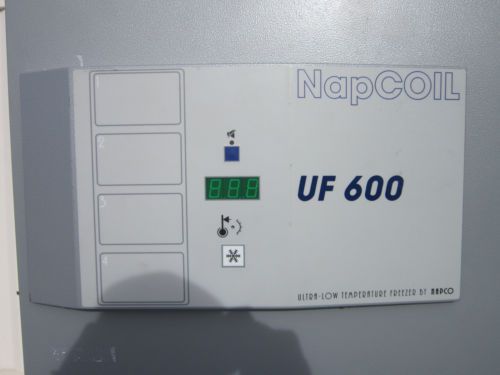 NapCOIL
1
2
3
4
888
UF 600
ULTRA-LOW TEMPERATURE FREEZER BY NAPCO